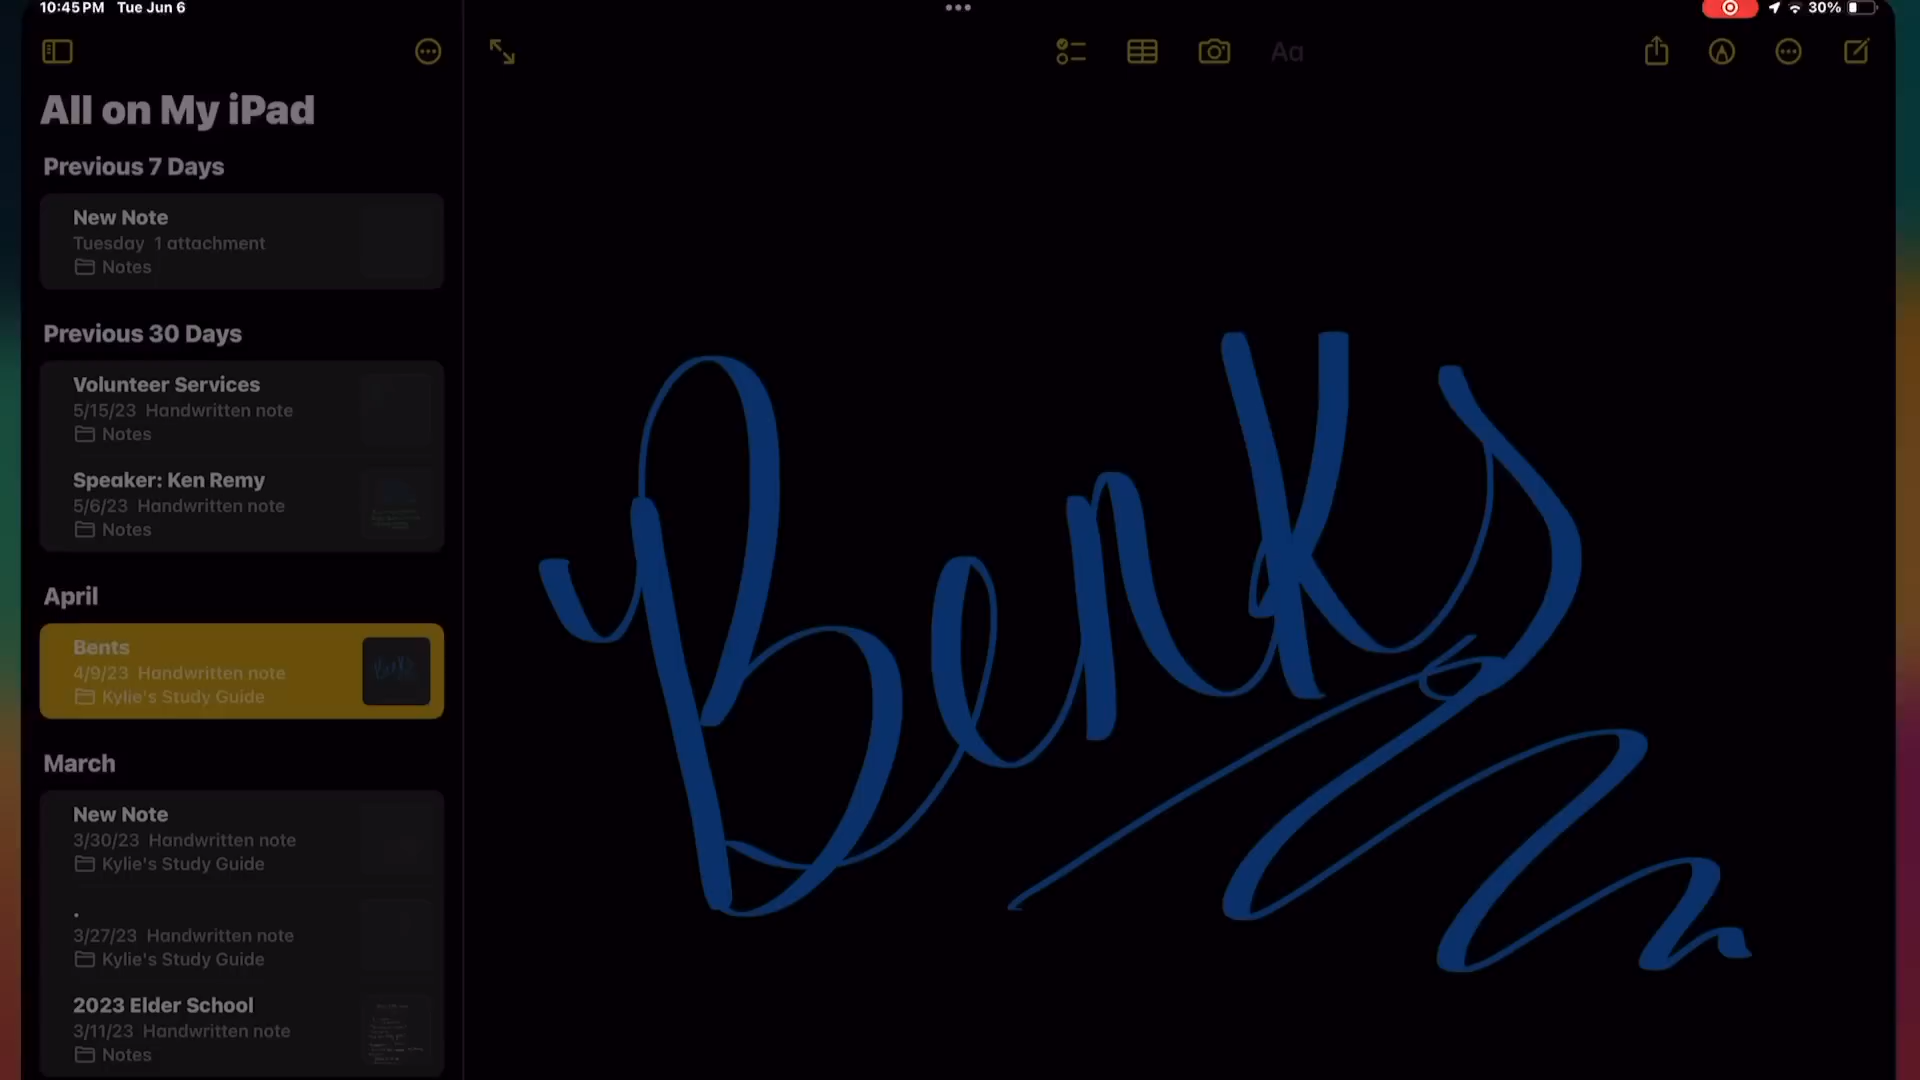 10:45 PM Tue Jun 6
30%
Aa
All on My iPad
Previous 7 Days
New Note
Tuesday 1 attachment
Notes
Previous 30 Days
Volunteer Services
5/15/23 Handwritten note
Notes
Speaker: Ken Remy
5/6/23 Handwritten note
Notes
April
Bents
4/9/23 Handwritten note
Kylie's Study Guide
March
New Note
3/30/23 Handwritten note
Kylie's Study Guide
.
3/27/23 Handwritten note
Kylie's Study Guide
2023 Elder School
3/11/23 Handwritten note
Notes
Benks